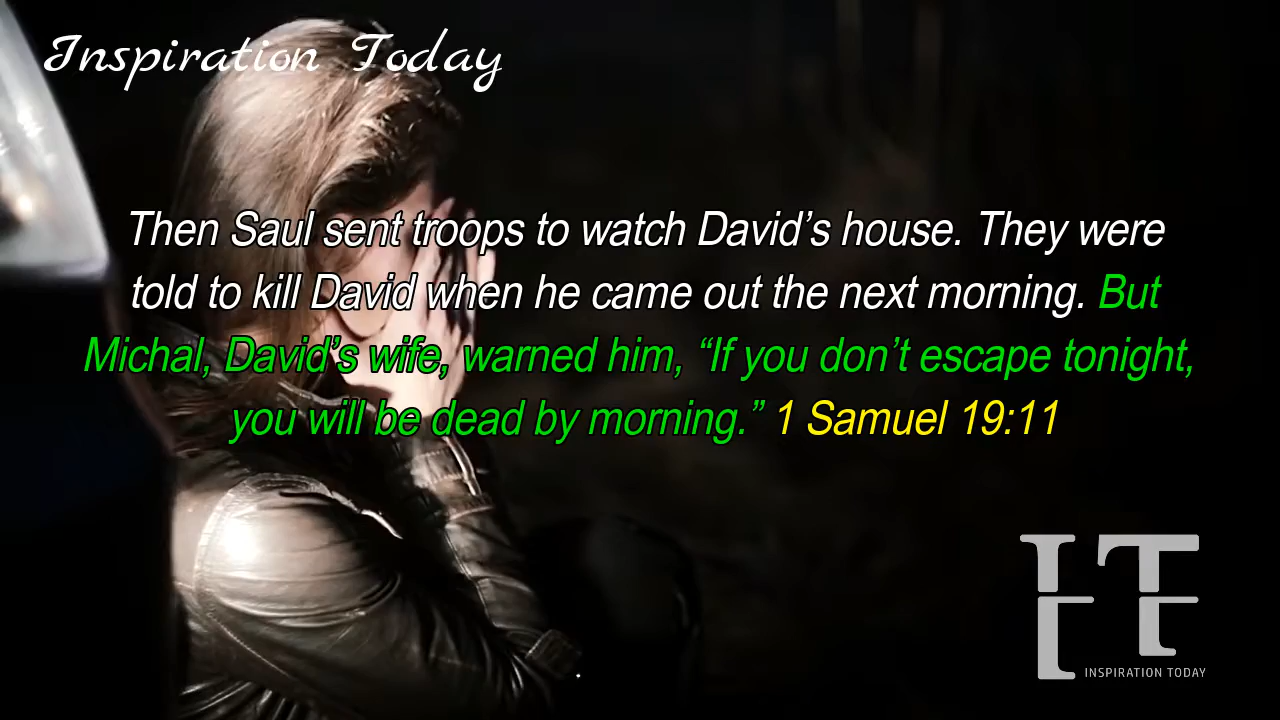 Inspiration Today
Then Saul sent troops to watch David’s house. They were
told to kill David when he came out the next morning. But
Michal, David’s wife, warned him, “If you don’t escape tonight,
you will be dead by morning.” 1 Samuel 19:11
IT
INSPIRATION TODAY